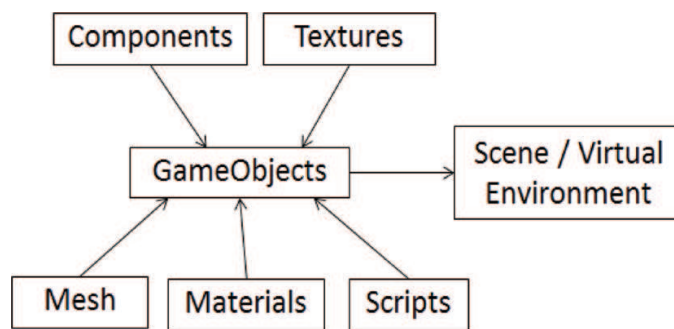 Components
Textures
GameObjects
Scene / Virtual
Environment
Mesh
Materials
Scripts